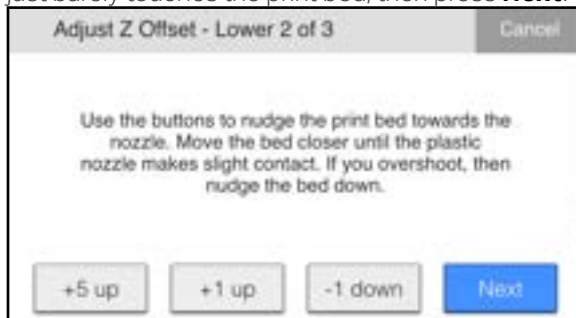 just barely touches the print bed, then press Next.
Adjust Z Offset - Lower 2 of 3
Cancel
Use the buttons to nudge the print bed towards the
nozzle. Move the bed closer until the plastic
nozzle makes slight contact. If you overshoot, then
nudge the bed down.
+5 up
+1 up
-1 down
Next